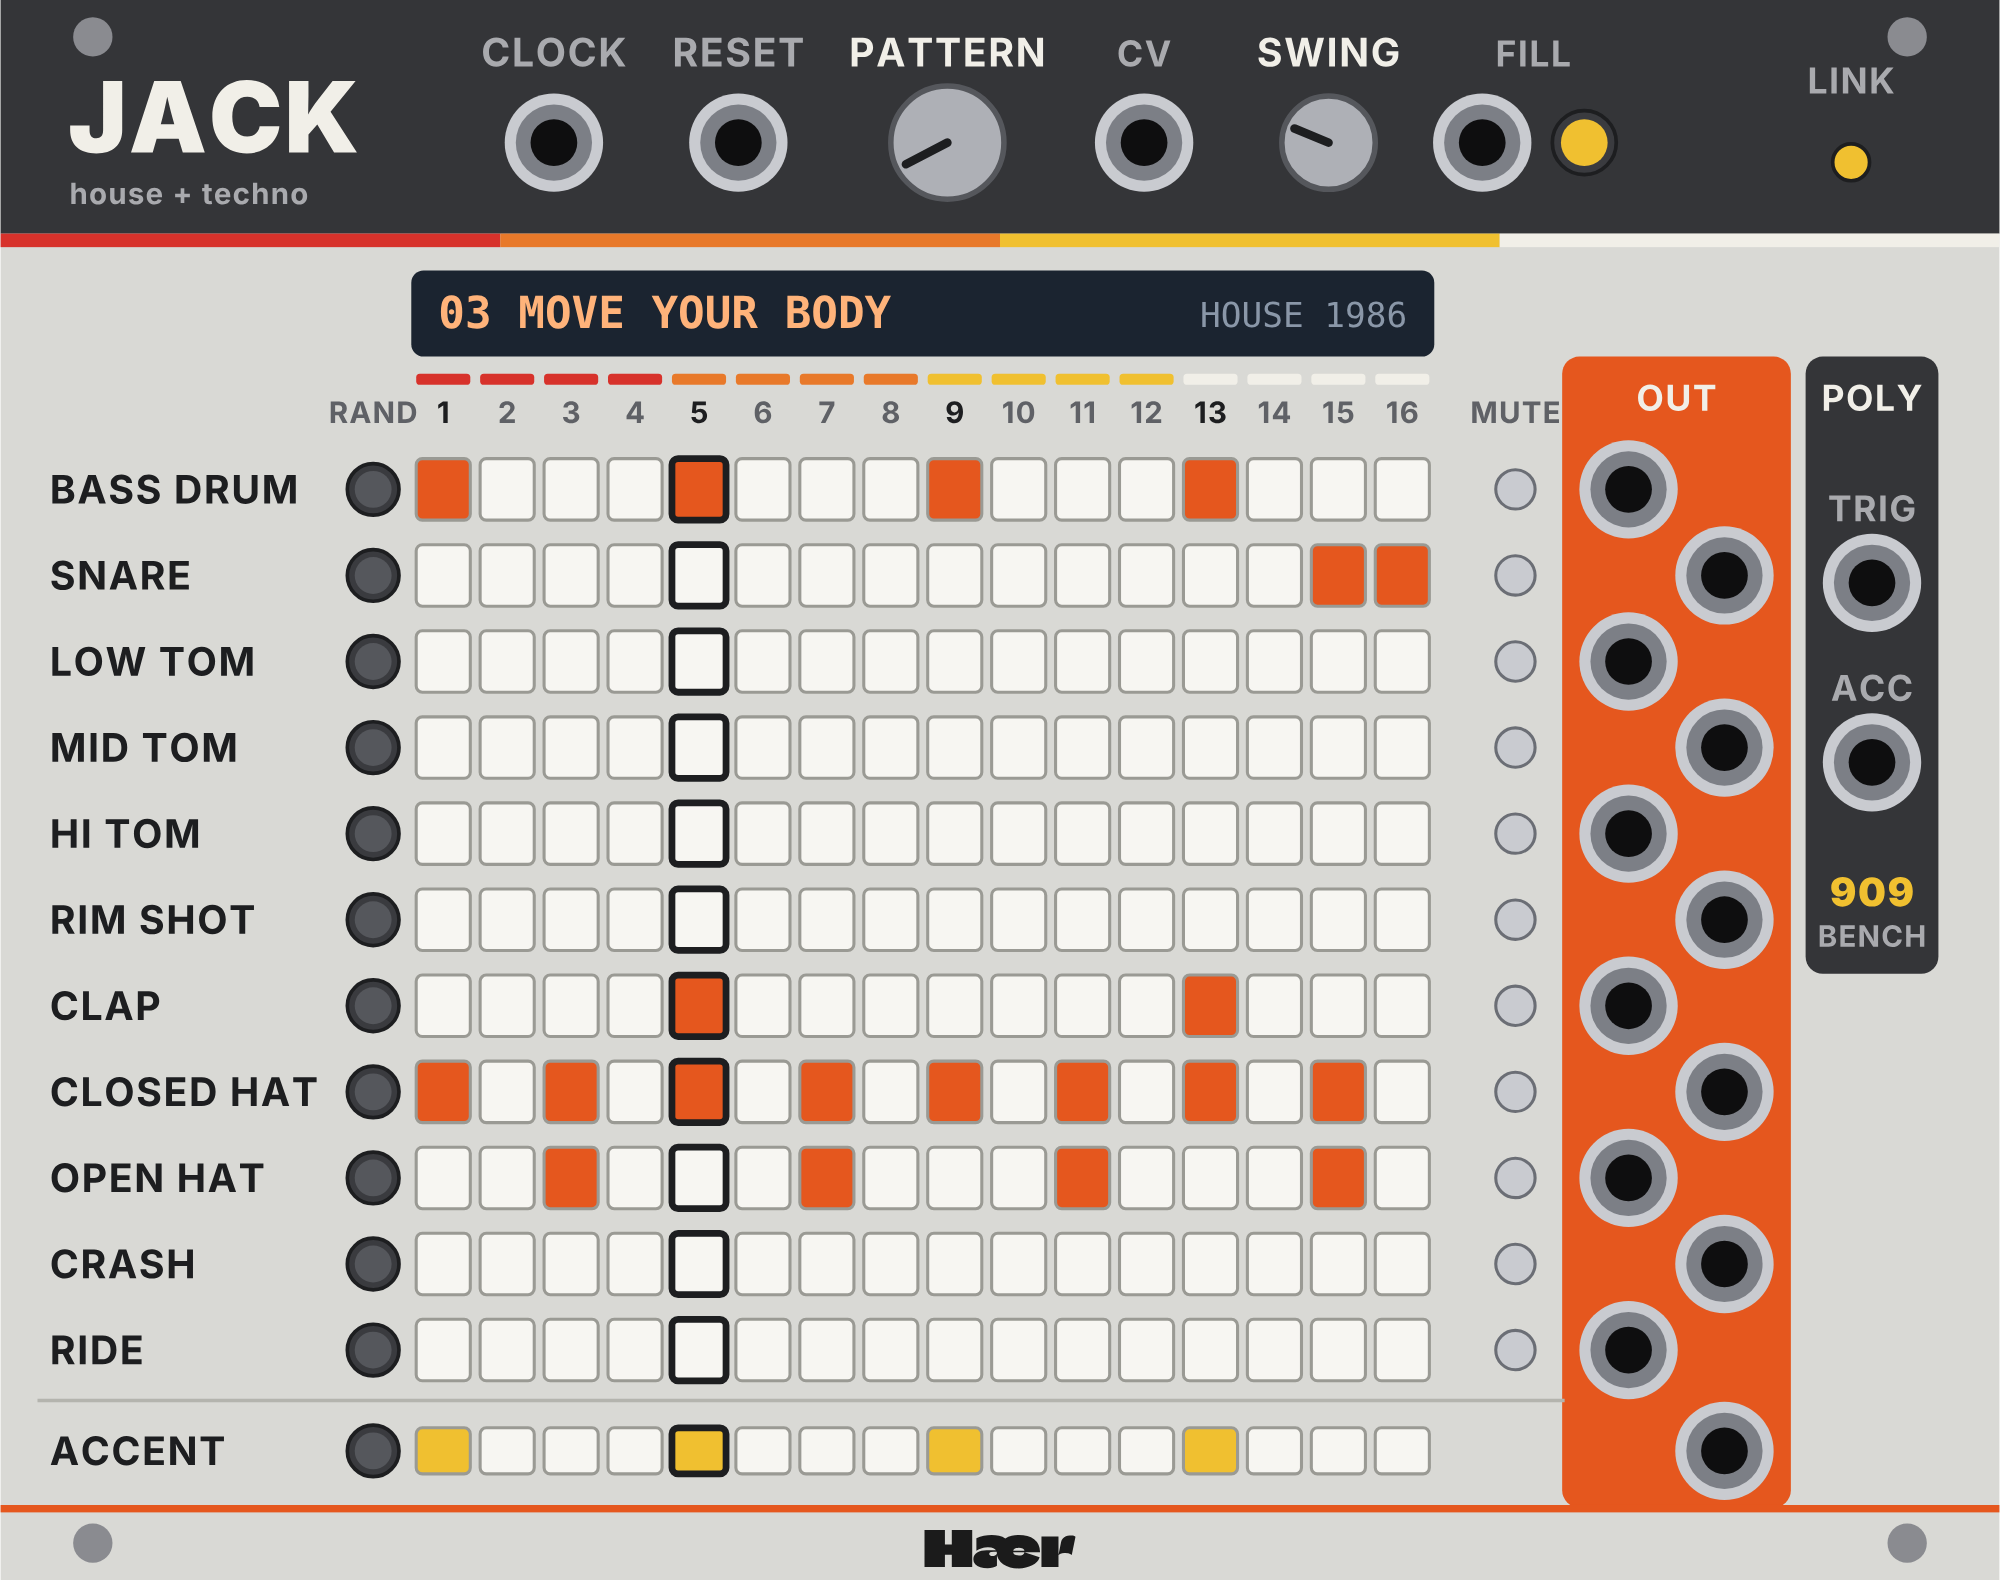 CLOCK RESET PATTERN CV SWING FILL
LINK
JACK
house + techno
03 MOVE YOUR BODY HOUSE 1986
OUT POLY
RAND 1 2 3 4 5 6 7 8 9 10 11 12 13 14 15 16 MUTE
BASS DRUM
TRIG
SNARE
LOW TOM
ACC
MID TOM
HI TOM
909
RIM SHOT
BENCH
CLAP
CLOSED HAT
OPEN HAT
CRASH
RIDE
ACCENT
Hær